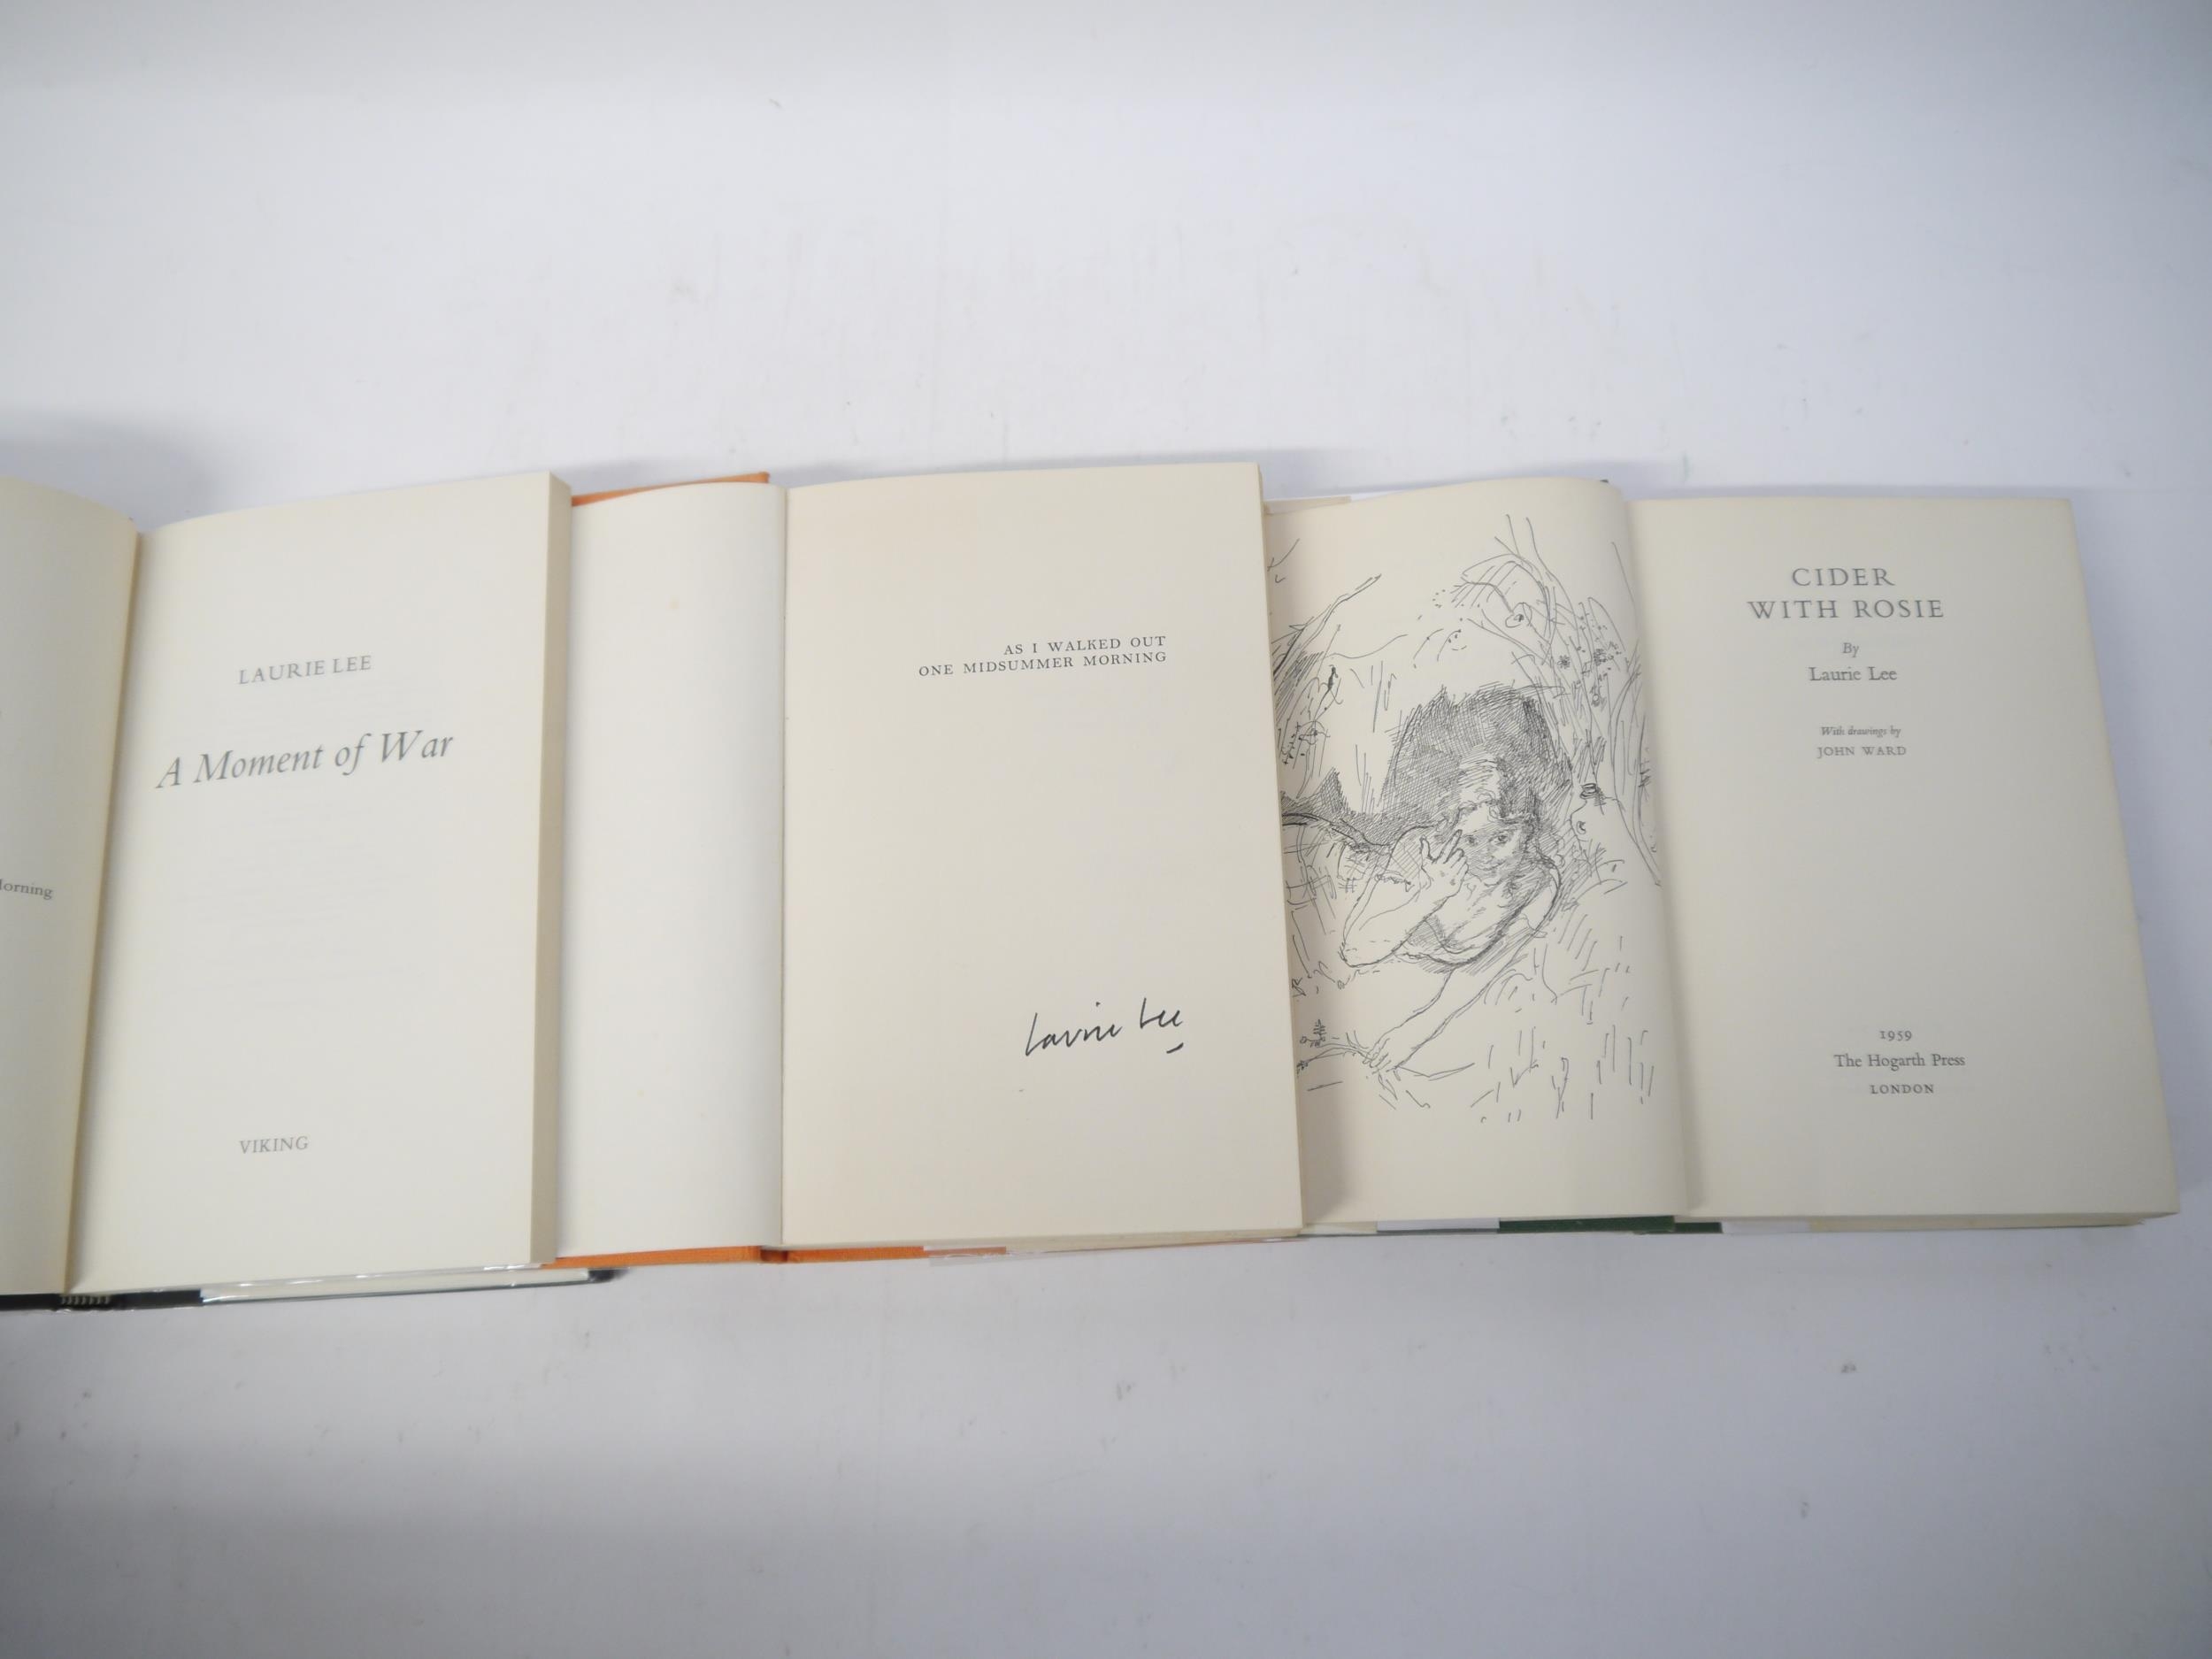 LAURIE LEE
A Moment of War
VIKING
AS I WALKED OUT
ONE MIDSUMMER MORNING
Laurie Lee
CIDER
WITH ROSIE
By
Laurie Lee
With drawings by
JOHN WARD
1959
The Hogarth Press
LONDON